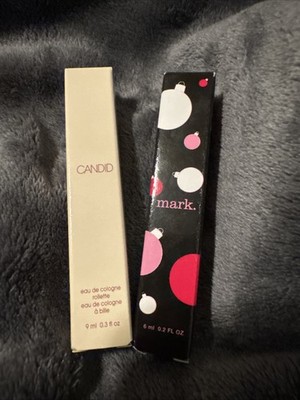 CANDID
eau de cologne
rollette
eau de cologne
à bille
9 ml 0.3 fl oz
mark.
6 ml 0.2 FL OZ